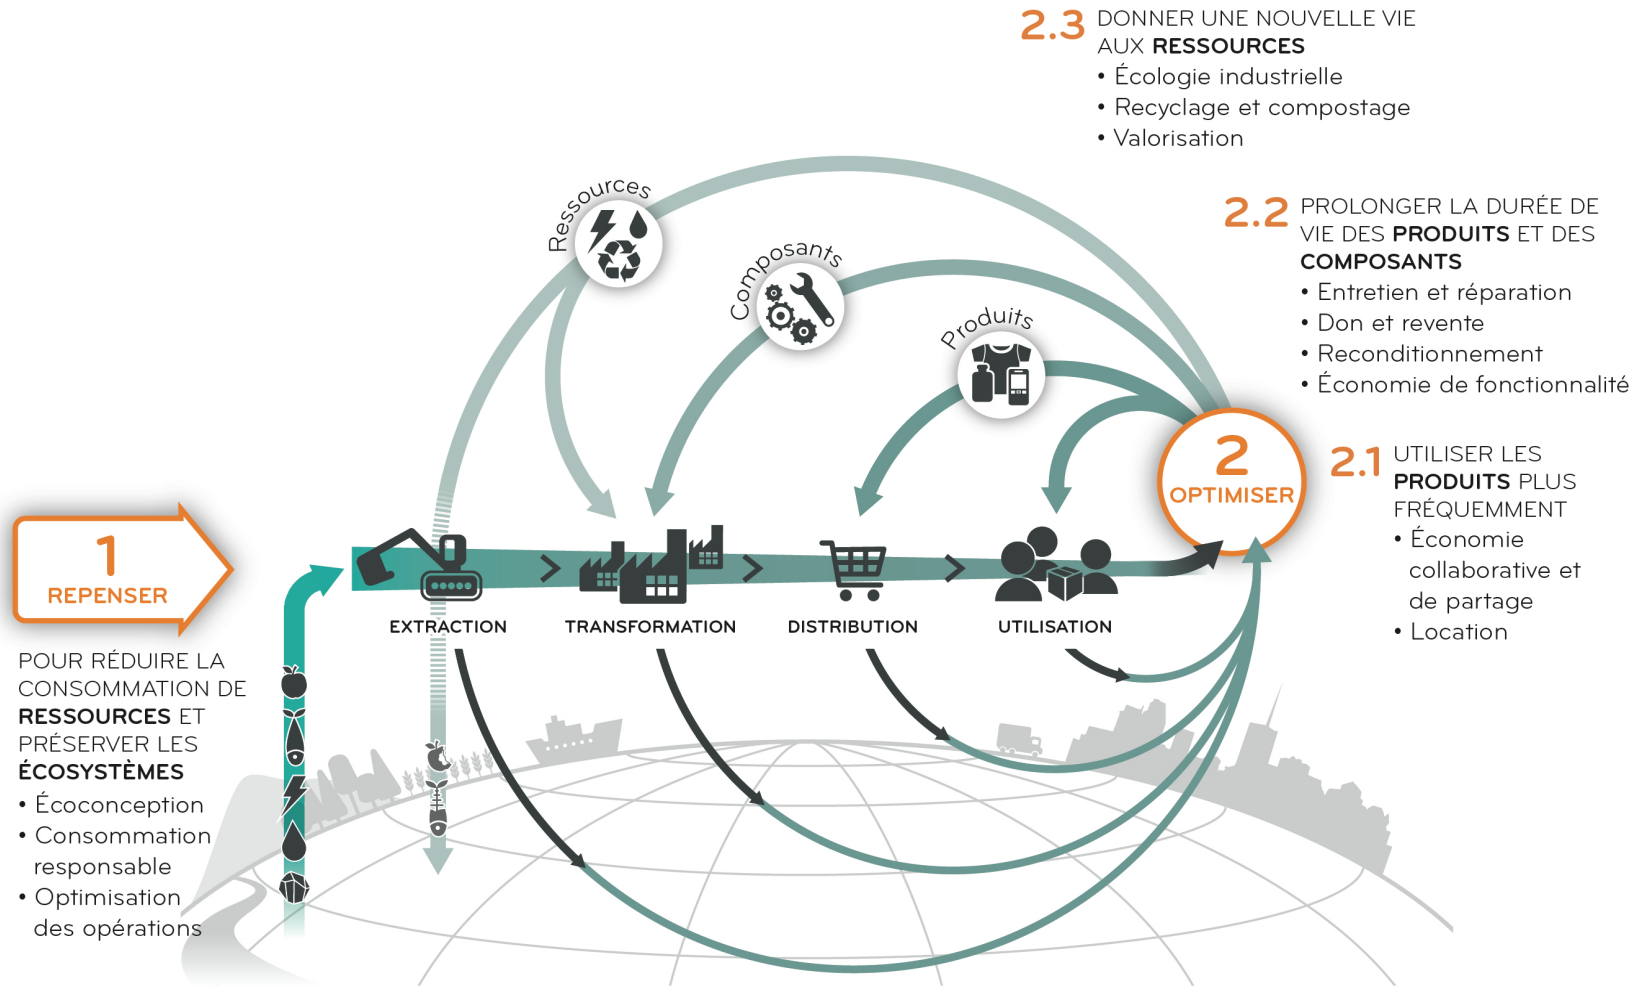 2.3 DONNER UNE NOUVELLE VIE
AUX RESSOURCES
• Écologie industrielle
• Recyclage et compostage
• Valorisation
Ressources
Composants
Produits
2.2 PROLONGER LA DURÉE DE
VIE DES PRODUITS ET DES
COMPOSANTS
• Entretien et réparation
• Don et revente
• Reconditionnement
• Économie de fonctionnalité
2
OPTIMISER
2.1 UTILISER LES
PRODUITS PLUS
FRÉQUEMMENT
• Économie
collaborative et
de partage
• Location
1
REPENSER
EXTRACTION
TRANSFORMATION
DISTRIBUTION
UTILISATION
POUR RÉDUIRE LA
CONSOMMATION DE
RESSOURCES ET
PRÉSERVER LES
ÉCOSYSTÈMES
• Écoconception
• Consommation
responsable
• Optimisation
des opérations